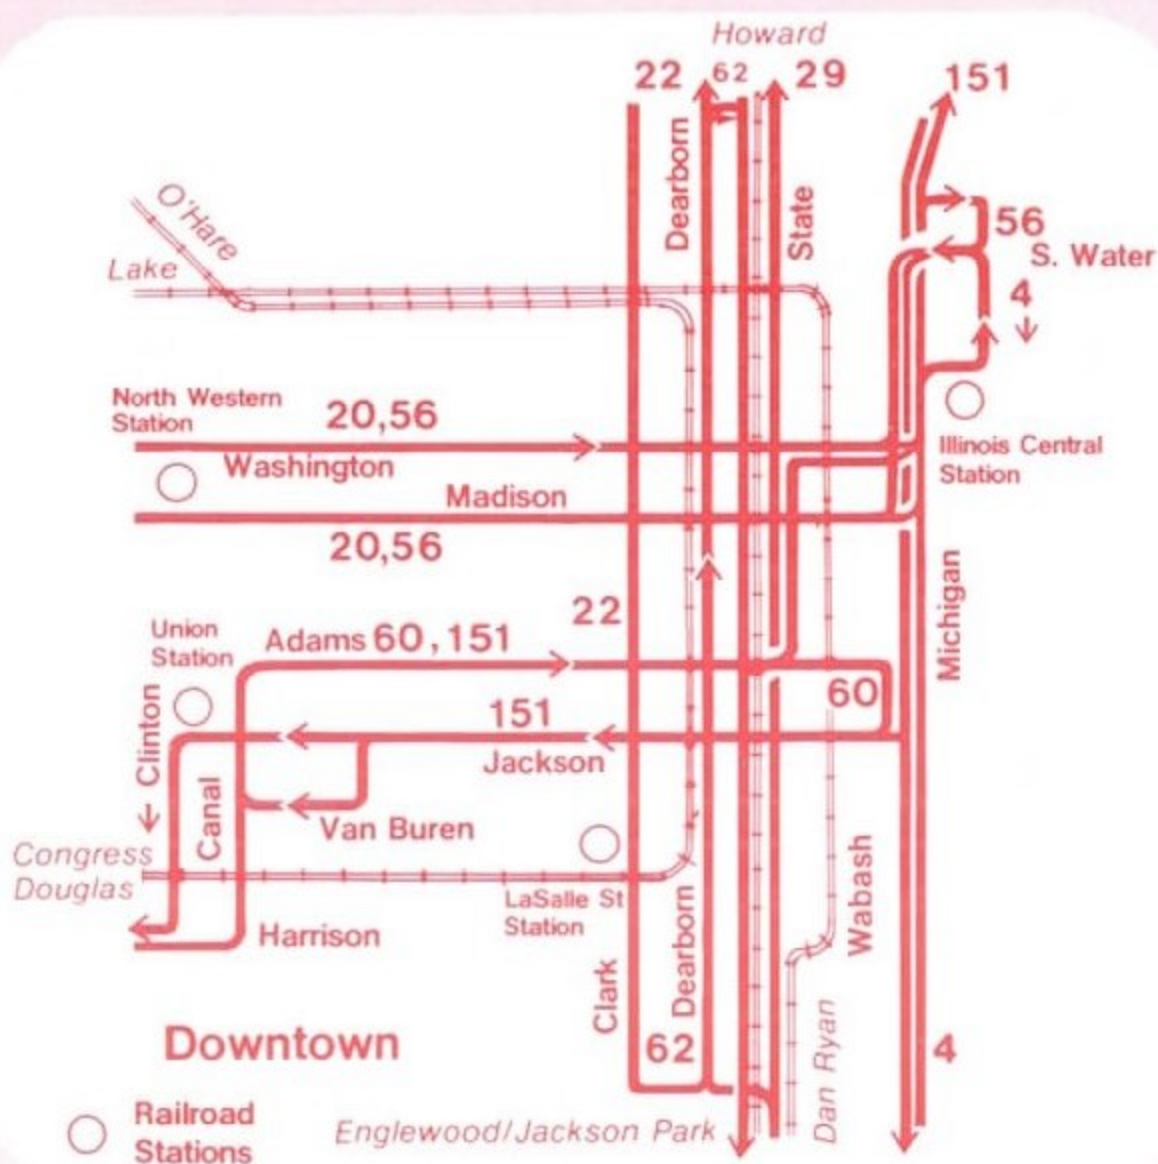 Howard
22
62
29
151
Dearborn
State
O'Hare
Lake
56
S. Water
4
North Western
Station
20,56
Washington
Madison
20,56
Illinois Central
Station
Michigan
22
Union
Station
Adams 60, 151
60
151
Jackson
Clinton
Canal
Van Buren
Congress
Douglas
LaSalle St
Station
Harrison
Clark
Dearborn
Wabash
62
Downtown
4
Dan Ryan
Railroad
Stations
Englewood/Jackson Park